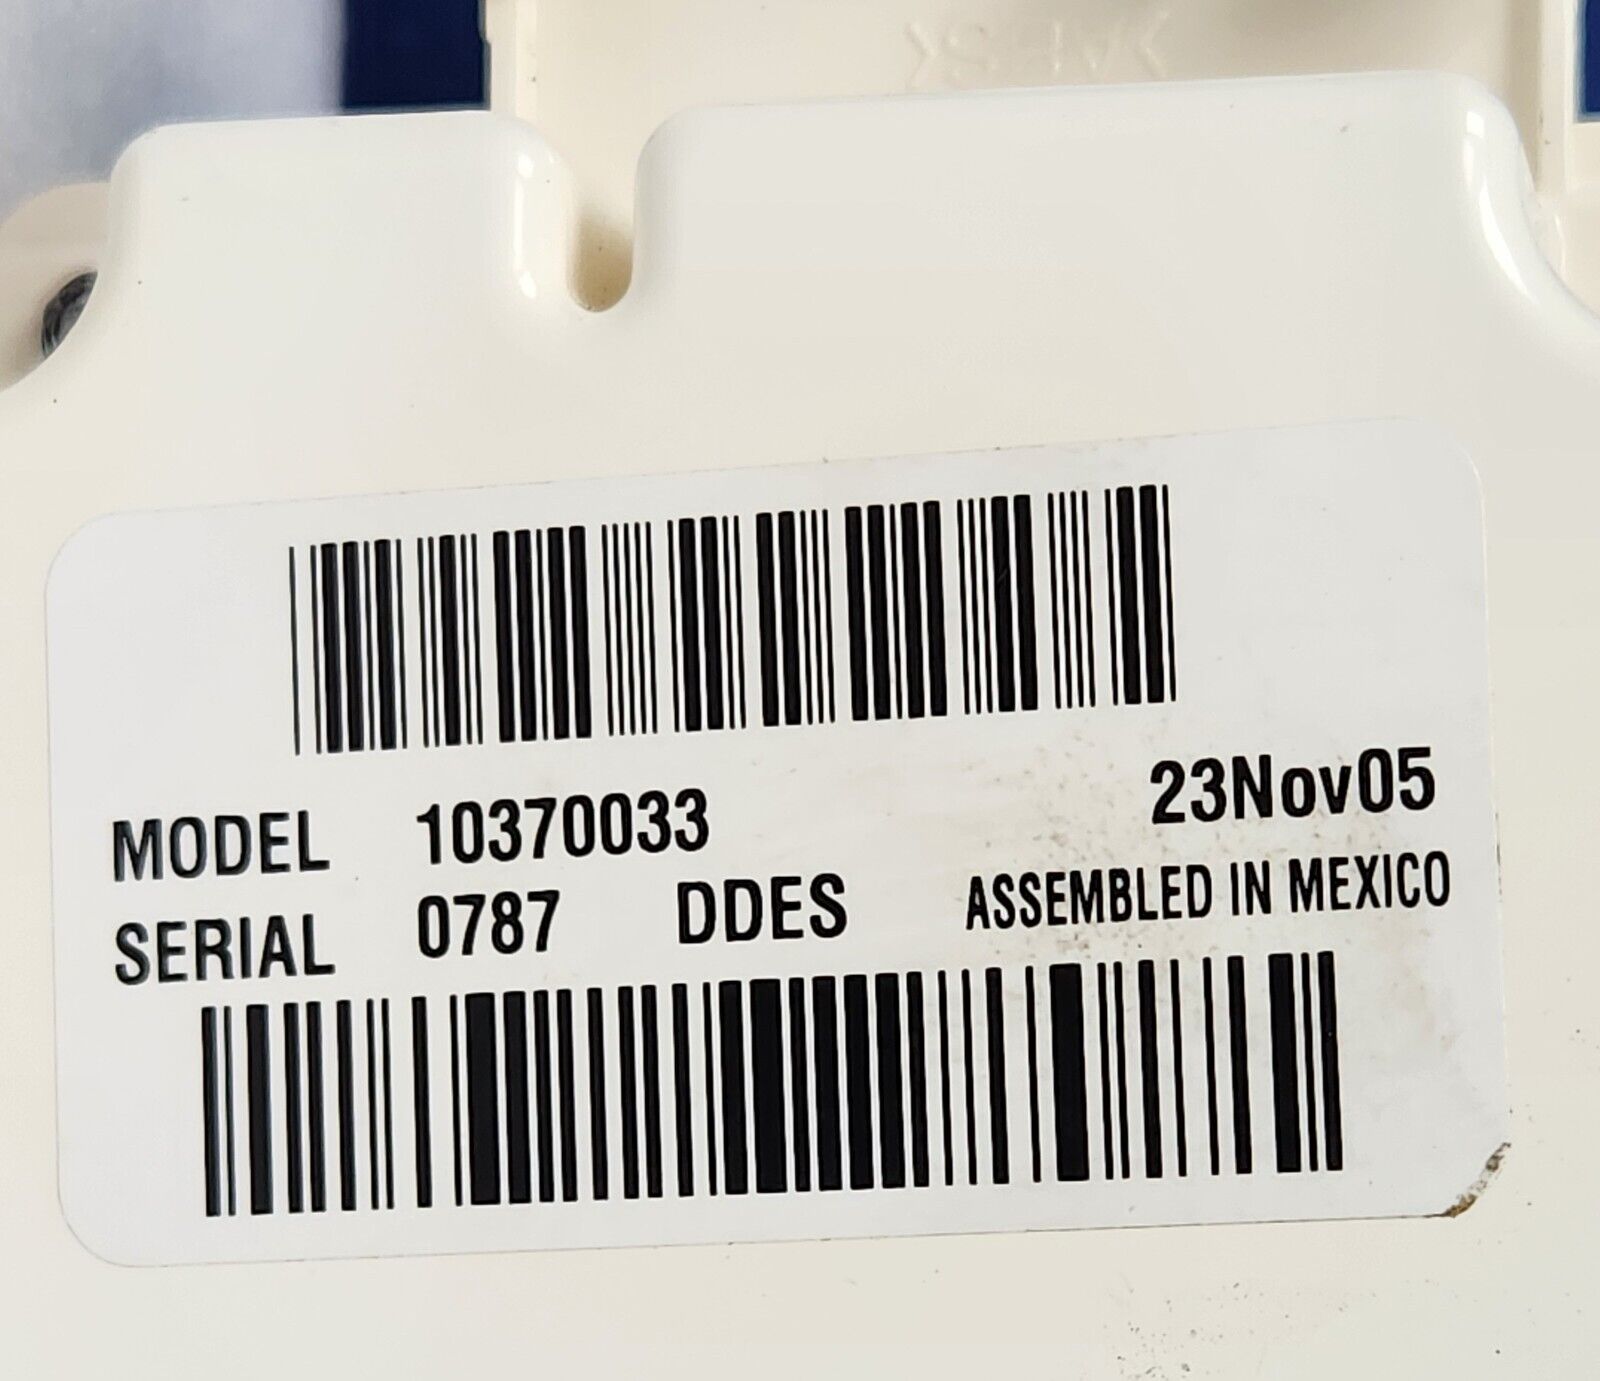 MODEL 10370033 23Nov05
SERIAL 0787 DDES ASSEMBLED IN MEXICO